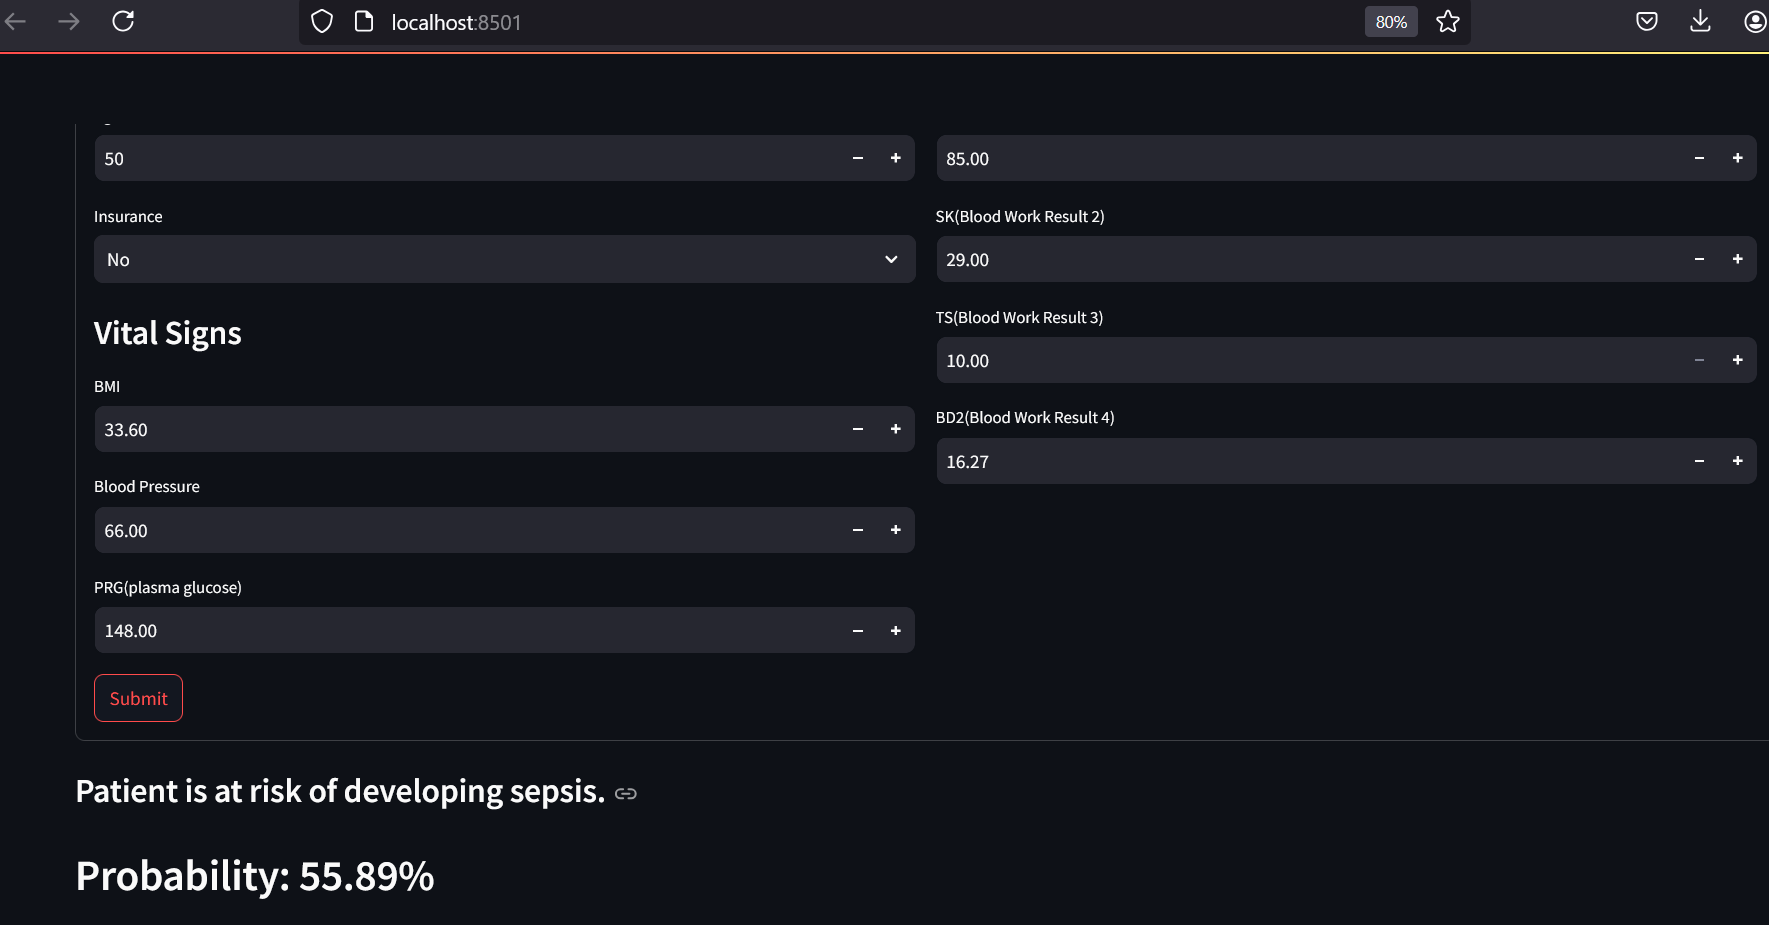 localhost:8501
80%
50
85.00
Insurance
No
SK(Blood Work Result 2)
29.00
Vital Signs
TS(Blood Work Result 3)
10.00
BMI
33.60
BD2(Blood Work Result 4)
16.27
Blood Pressure
66.00
PRG(plasma glucose)
148.00
Submit
Patient is at risk of developing sepsis.
Probability: 55.89%